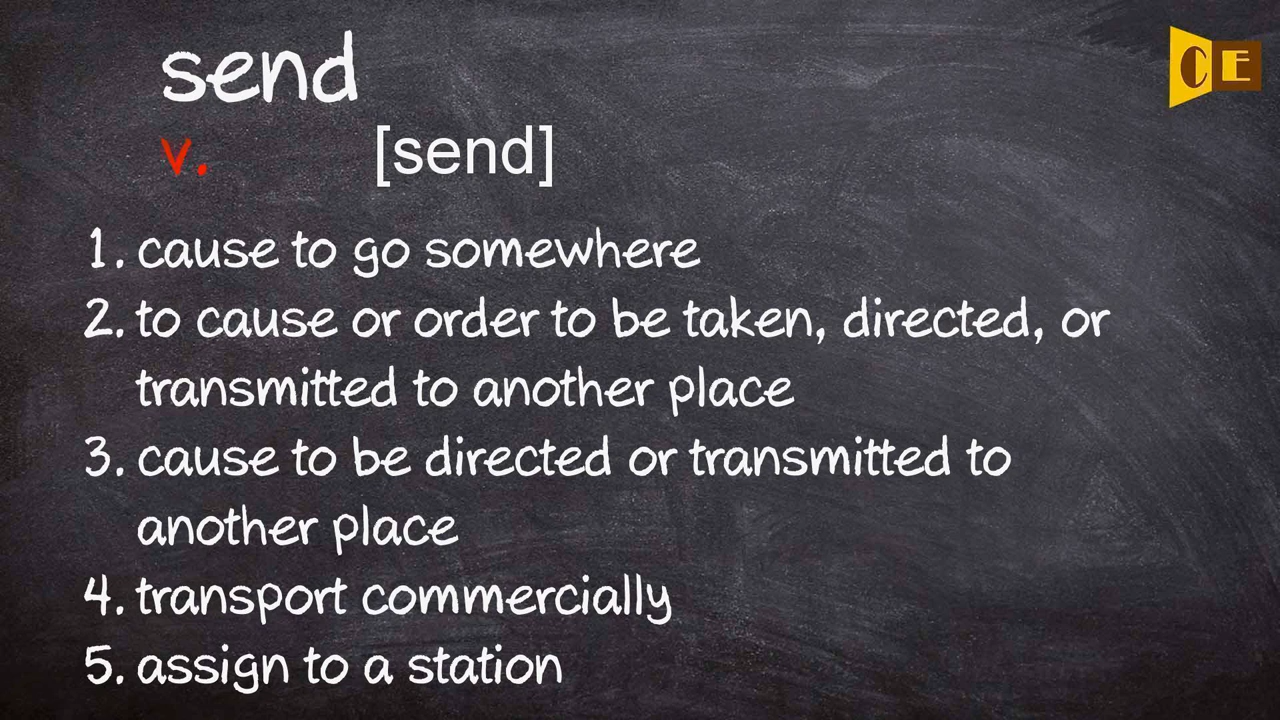 send
C E
v. [send]
1. cause to go somewhere
2. to cause or order to be taken, directed, or
transmitted to another place
3. cause to be directed or transmitted to
another place
4. transport commercially
5. assign to a station